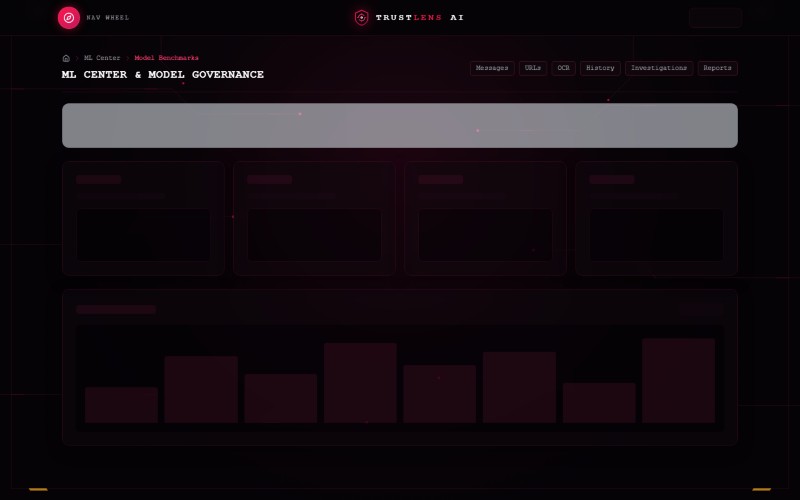 NAV WHEEL
TRUSTLENS AI
ML Center
Model Benchmarks
ML CENTER & MODEL GOVERNANCE
Messages
URLs
OCR
History
Investigations
Reports